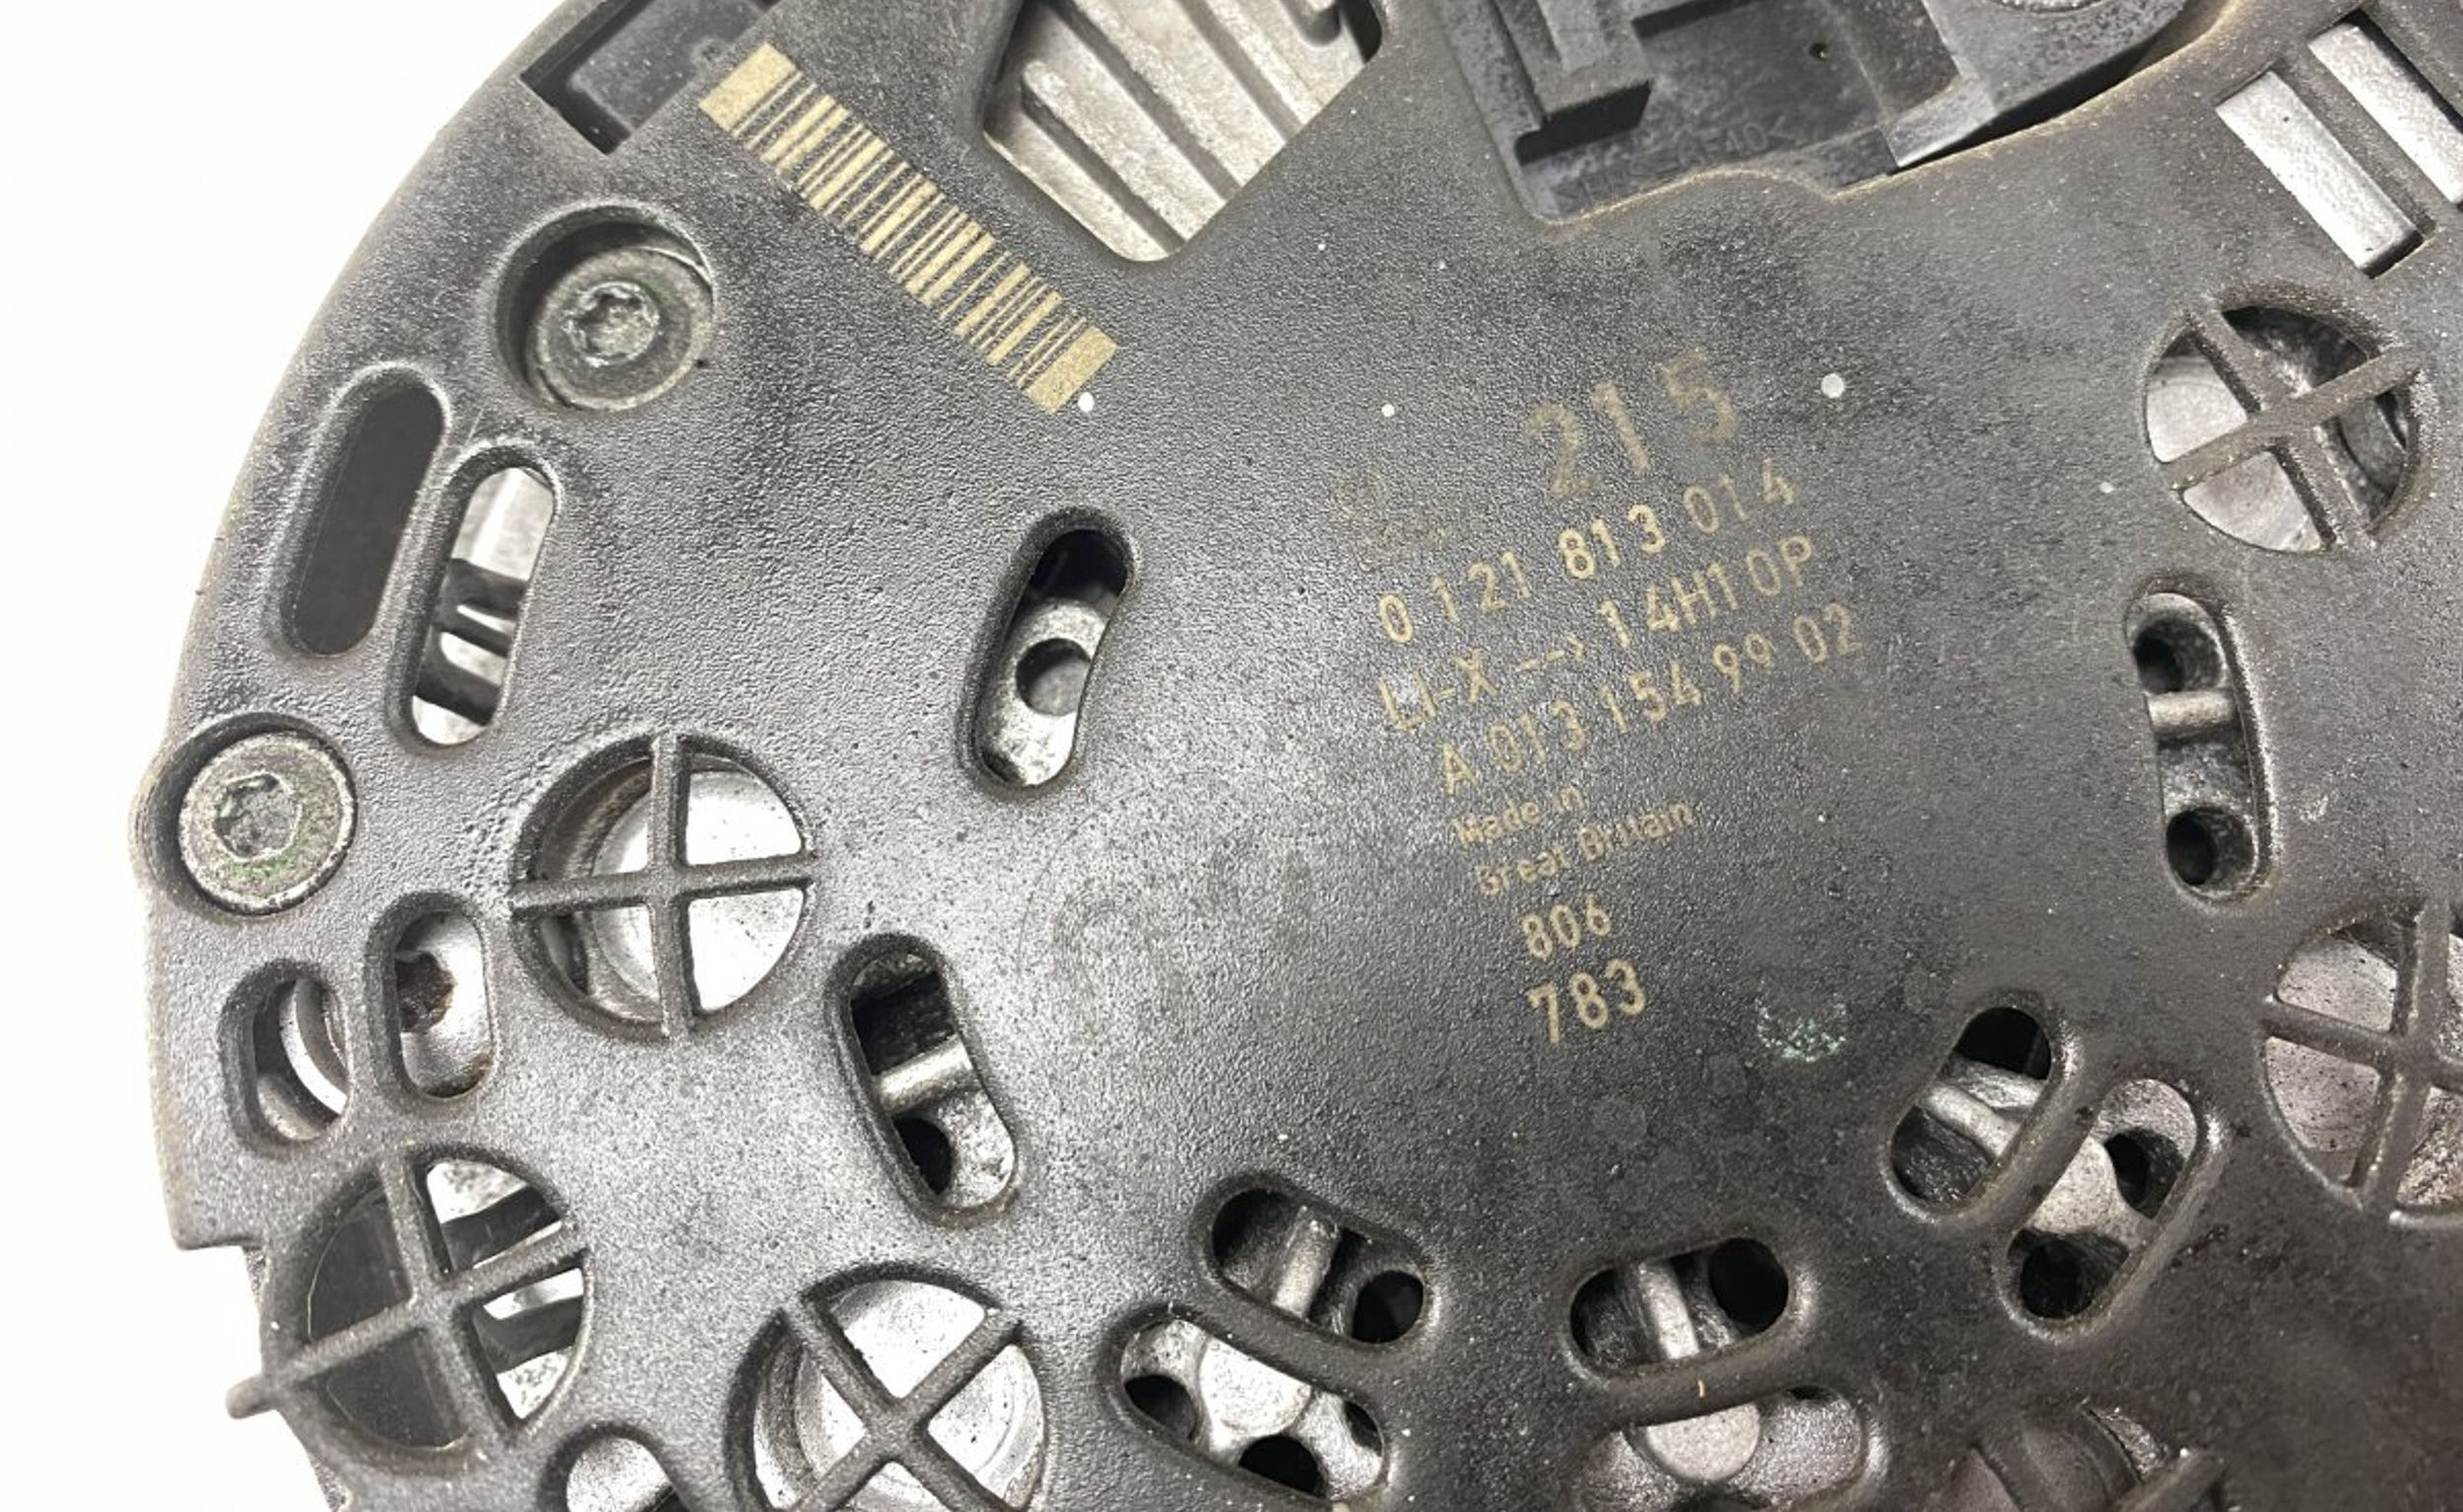 215
0 121 813 014
LI-X --> 14H10P
A 013 154 99 02
Made in
Great Britain
806
783